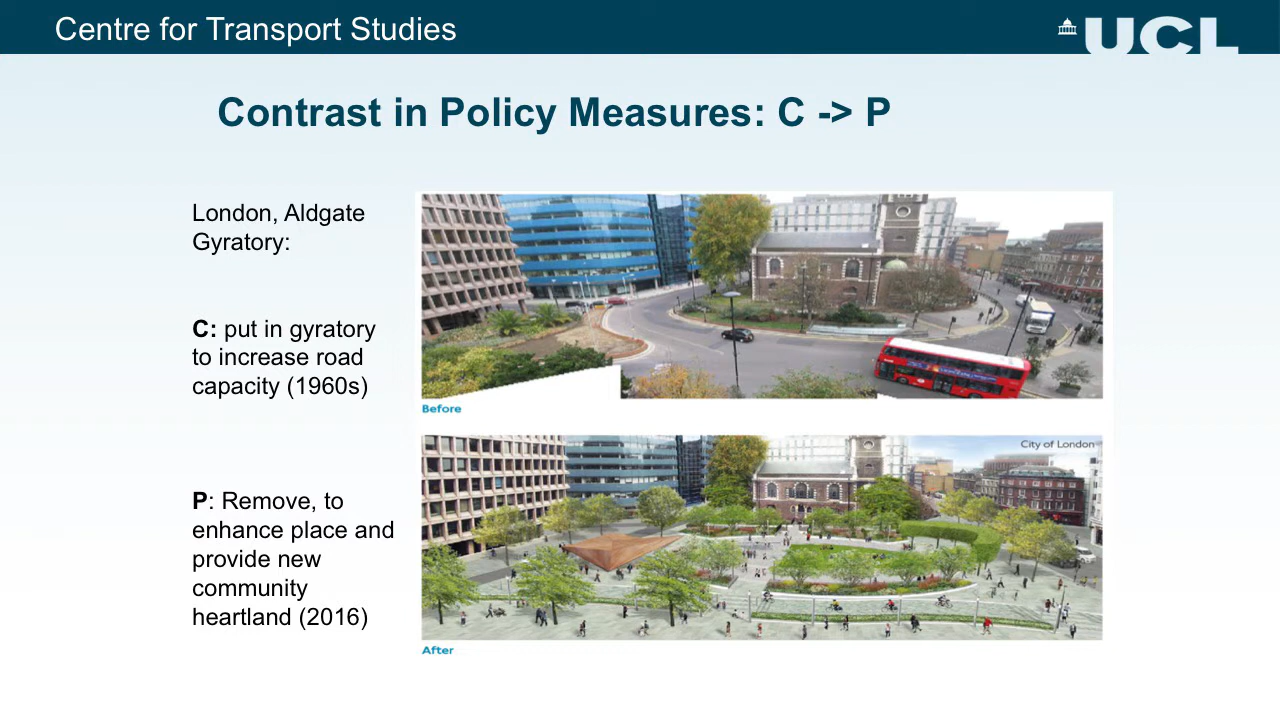 Centre for Transport Studies
UCL
Contrast in Policy Measures: C -> P
London, Aldgate
Gyratory:
C: put in gyratory
to increase road
capacity (1960s)
Before
City of London
P: Remove, to
enhance place and
provide new
community
heartland (2016)
After